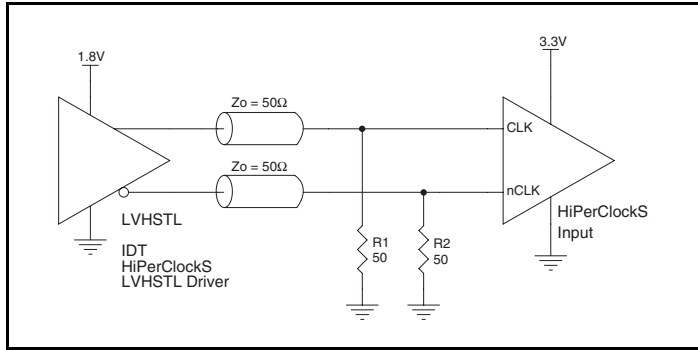 1.8V
3.3V
Zo = 50Ω
CLK
Zo = 50Ω
nCLK
LVHSTL
IDT
HiPerClockS
LVHSTL Driver
R1
50
R2
50
HiPerClockS
Input